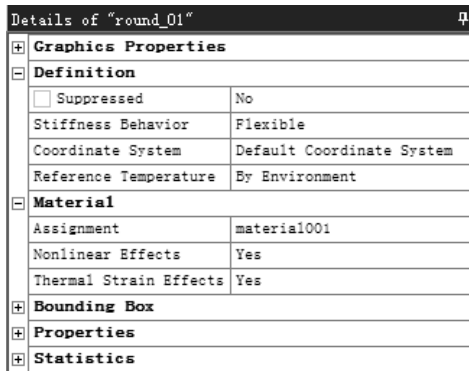 Details of "round_01"
Graphics Properties
Definition
Suppressed No
Stiffness Behavior Flexible
Coordinate System Default Coordinate System
Reference Temperature By Environment
Material
Assignment material001
Nonlinear Effects Yes
Thermal Strain Effects Yes
Bounding Box
Properties
Statistics